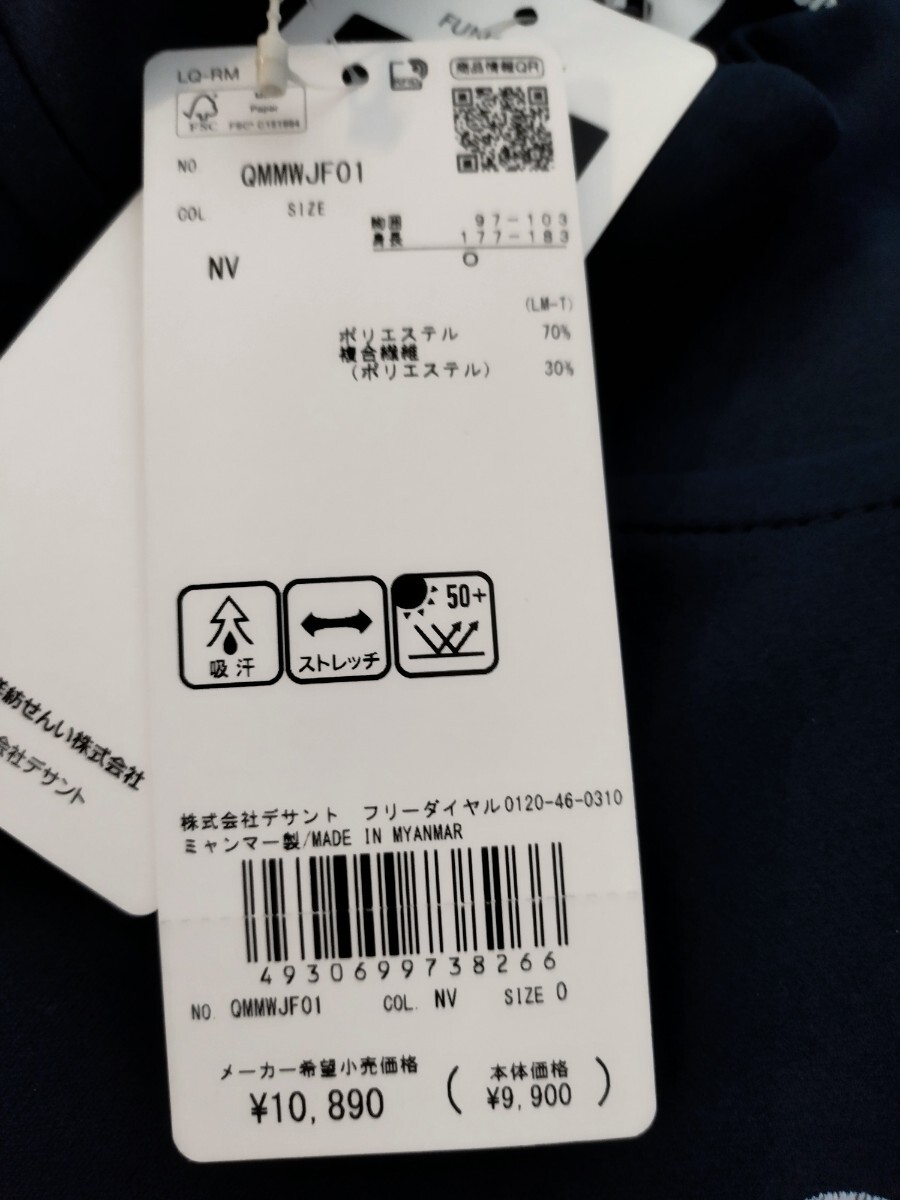 LQ-RM
RFID
商品情報QR
FSC
Paper
FSC® C151984
NO.
QMMWJF01
COL
SIZE
胸囲 97-103
身長 177-183
NV
O
(LM-T)
ポリエステル 70%
複合繊維
(ポリエステル) 30%
吸汗
ストレッチ
50+
せんい株式会社
会社デサント
株式会社デサント フリーダイヤル0120-46-0310
ミャンマー製/MADE IN MYANMAR
4930699738266
NO. QMMWJF01 COL. NV SIZE O
メーカー希望小売価格
¥10,890
(本体価格
¥9,900)